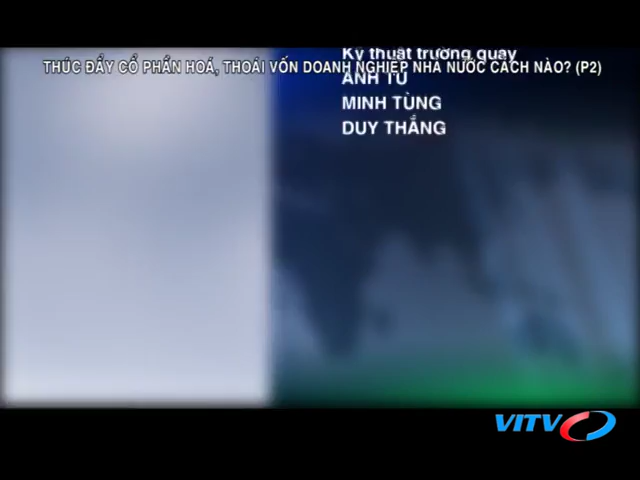 Kỹ thuật trường quay
THÚC ĐẨY CỔ PHẦN HOÁ, THOÁI VỐN DOANH NGHIỆP NHÀ NƯỚC CÁCH NÀO? (P2)
ANH TÚ
MINH TÙNG
DUY THẮNG
VITV